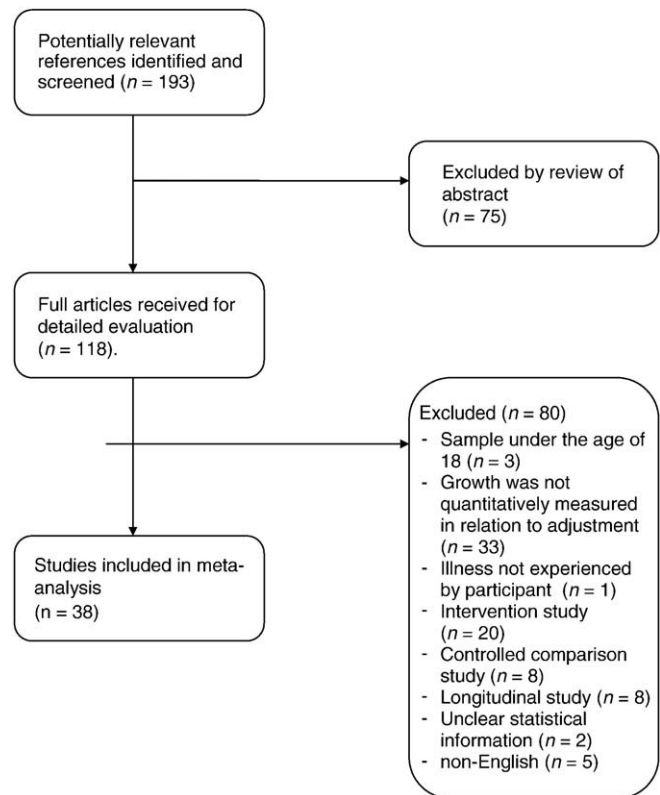 Potentially relevant
references identified and
screened (n = 193)
Excluded by review of
abstract
(n = 75)
Full articles received for
detailed evaluation
(n = 118).
Excluded (n = 80)
- Sample under the age of
18 (n = 3)
- Growth was not
quantitatively measured
in relation to adjustment
(n = 33)
- Illness not experienced
by participant (n = 1)
- Intervention study
(n = 20)
- Controlled comparison
study (n = 8)
- Longitudinal study (n = 8)
- Unclear statistical
information (n = 2)
- non-English (n = 5)
Studies included in meta-
analysis
(n = 38)